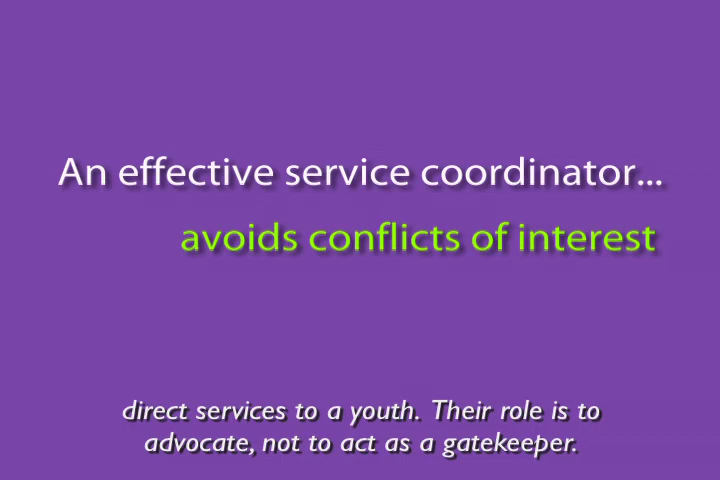 An effective service coordinator...
avoids conflicts of interest
direct services to a youth. Their role is to
advocate, not to act as a gatekeeper.